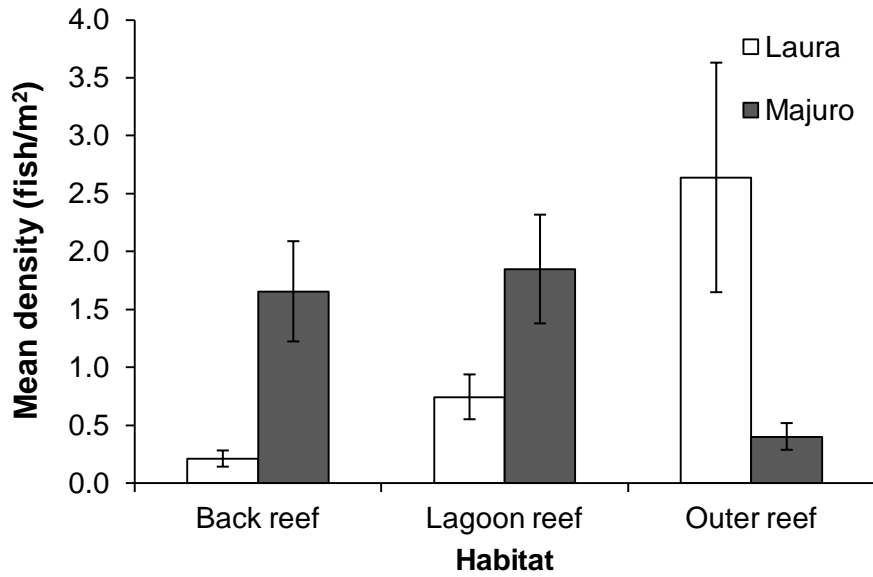 Mean density (fish/m²)
4.0
3.5
3.0
2.5
2.0
1.5
1.0
0.5
0.0
Laura
Majuro
Back reef
Lagoon reef
Outer reef
Habitat